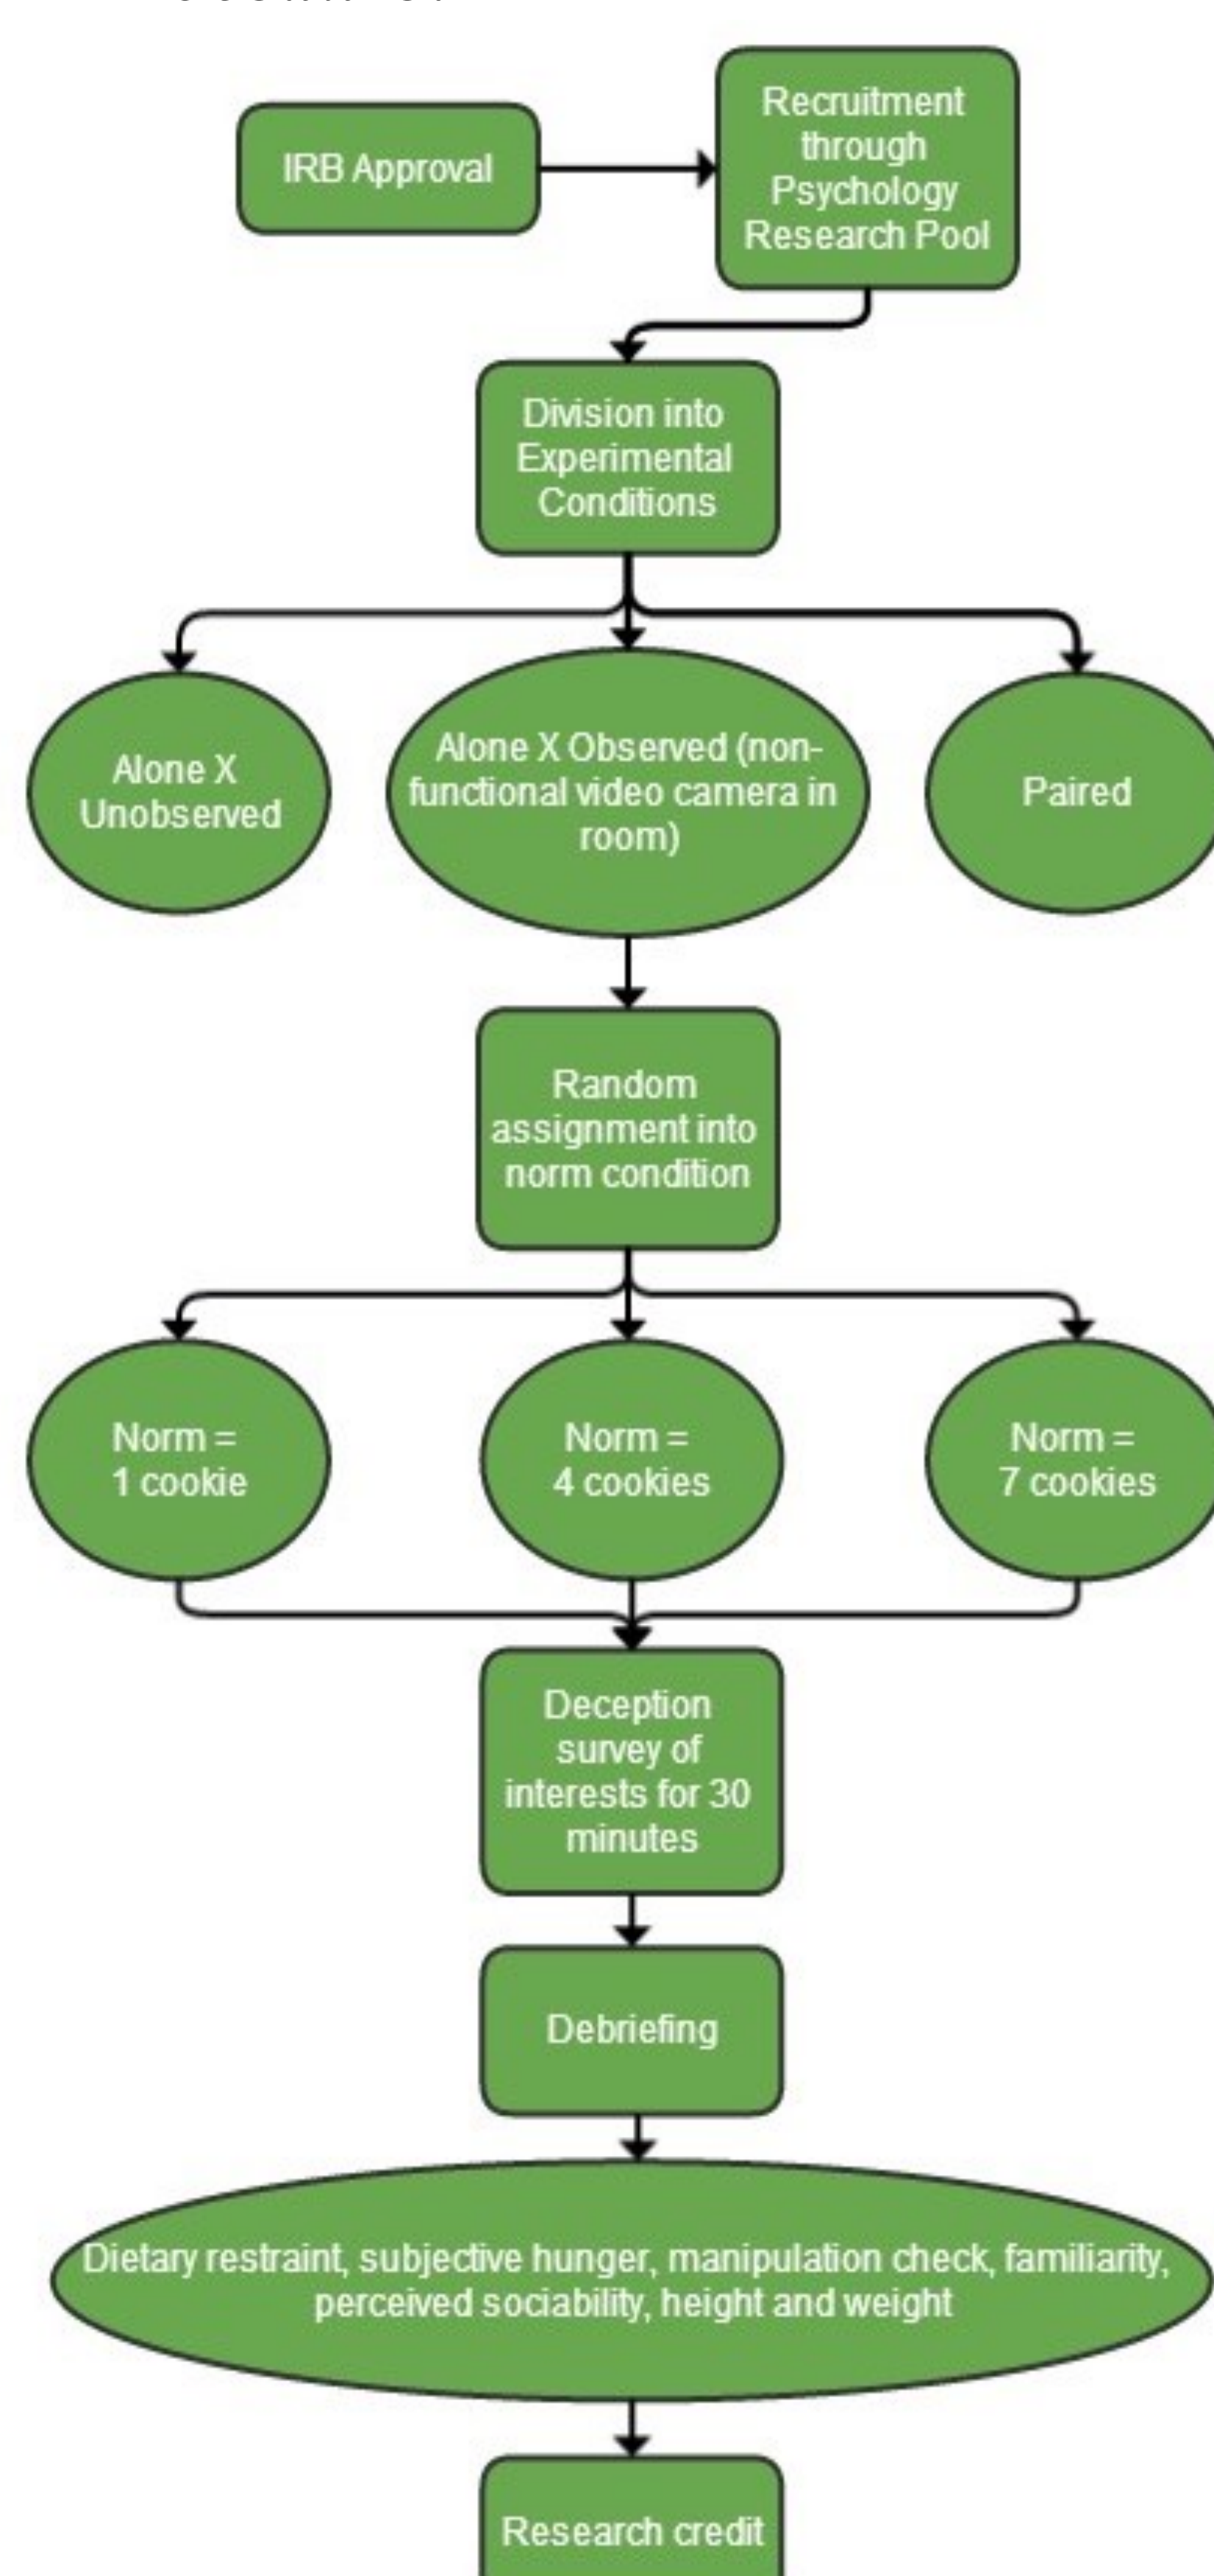 IRB Approval
Recruitment
through
Psychology
Research Pool
Division into
Experimental
Conditions
Alone X
Unobserved
Alone X Observed (non-
functional video camera in
room)
Paired
Random
assignment into
norm condition
Norm =
1 cookie
Norm =
4 cookies
Norm =
7 cookies
Deception
survey of
interests for 30
minutes
Debriefing
Dietary restraint, subjective hunger, manipulation check, familiarity,
perceived sociability, height and weight
Research credit